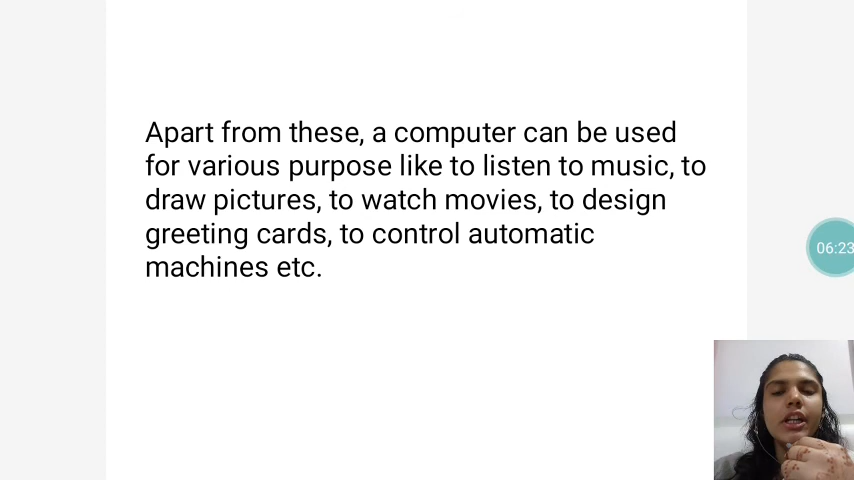 Apart from these, a computer can be used
for various purpose like to listen to music, to
draw pictures, to watch movies, to design
greeting cards, to control automatic
machines etc.
06:23